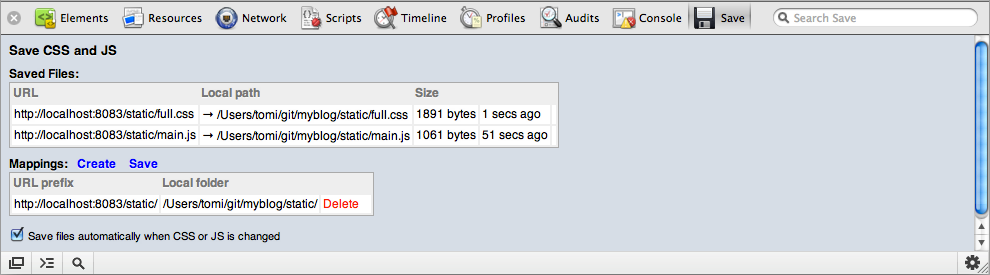 Elements Resources Network Scripts Timeline Profiles Audits Console Save Search Save
Save CSS and JS
Saved Files:
URL Local path Size
http://localhost:8083/static/full.css → /Users/tomi/git/myblog/static/full.css 1891 bytes 1 secs ago
http://localhost:8083/static/main.js → /Users/tomi/git/myblog/static/main.js 1061 bytes 51 secs ago
Mappings: Create Save
URL prefix Local folder
http://localhost:8083/static/ /Users/tomi/git/myblog/static/ Delete
Save files automatically when CSS or JS is changed